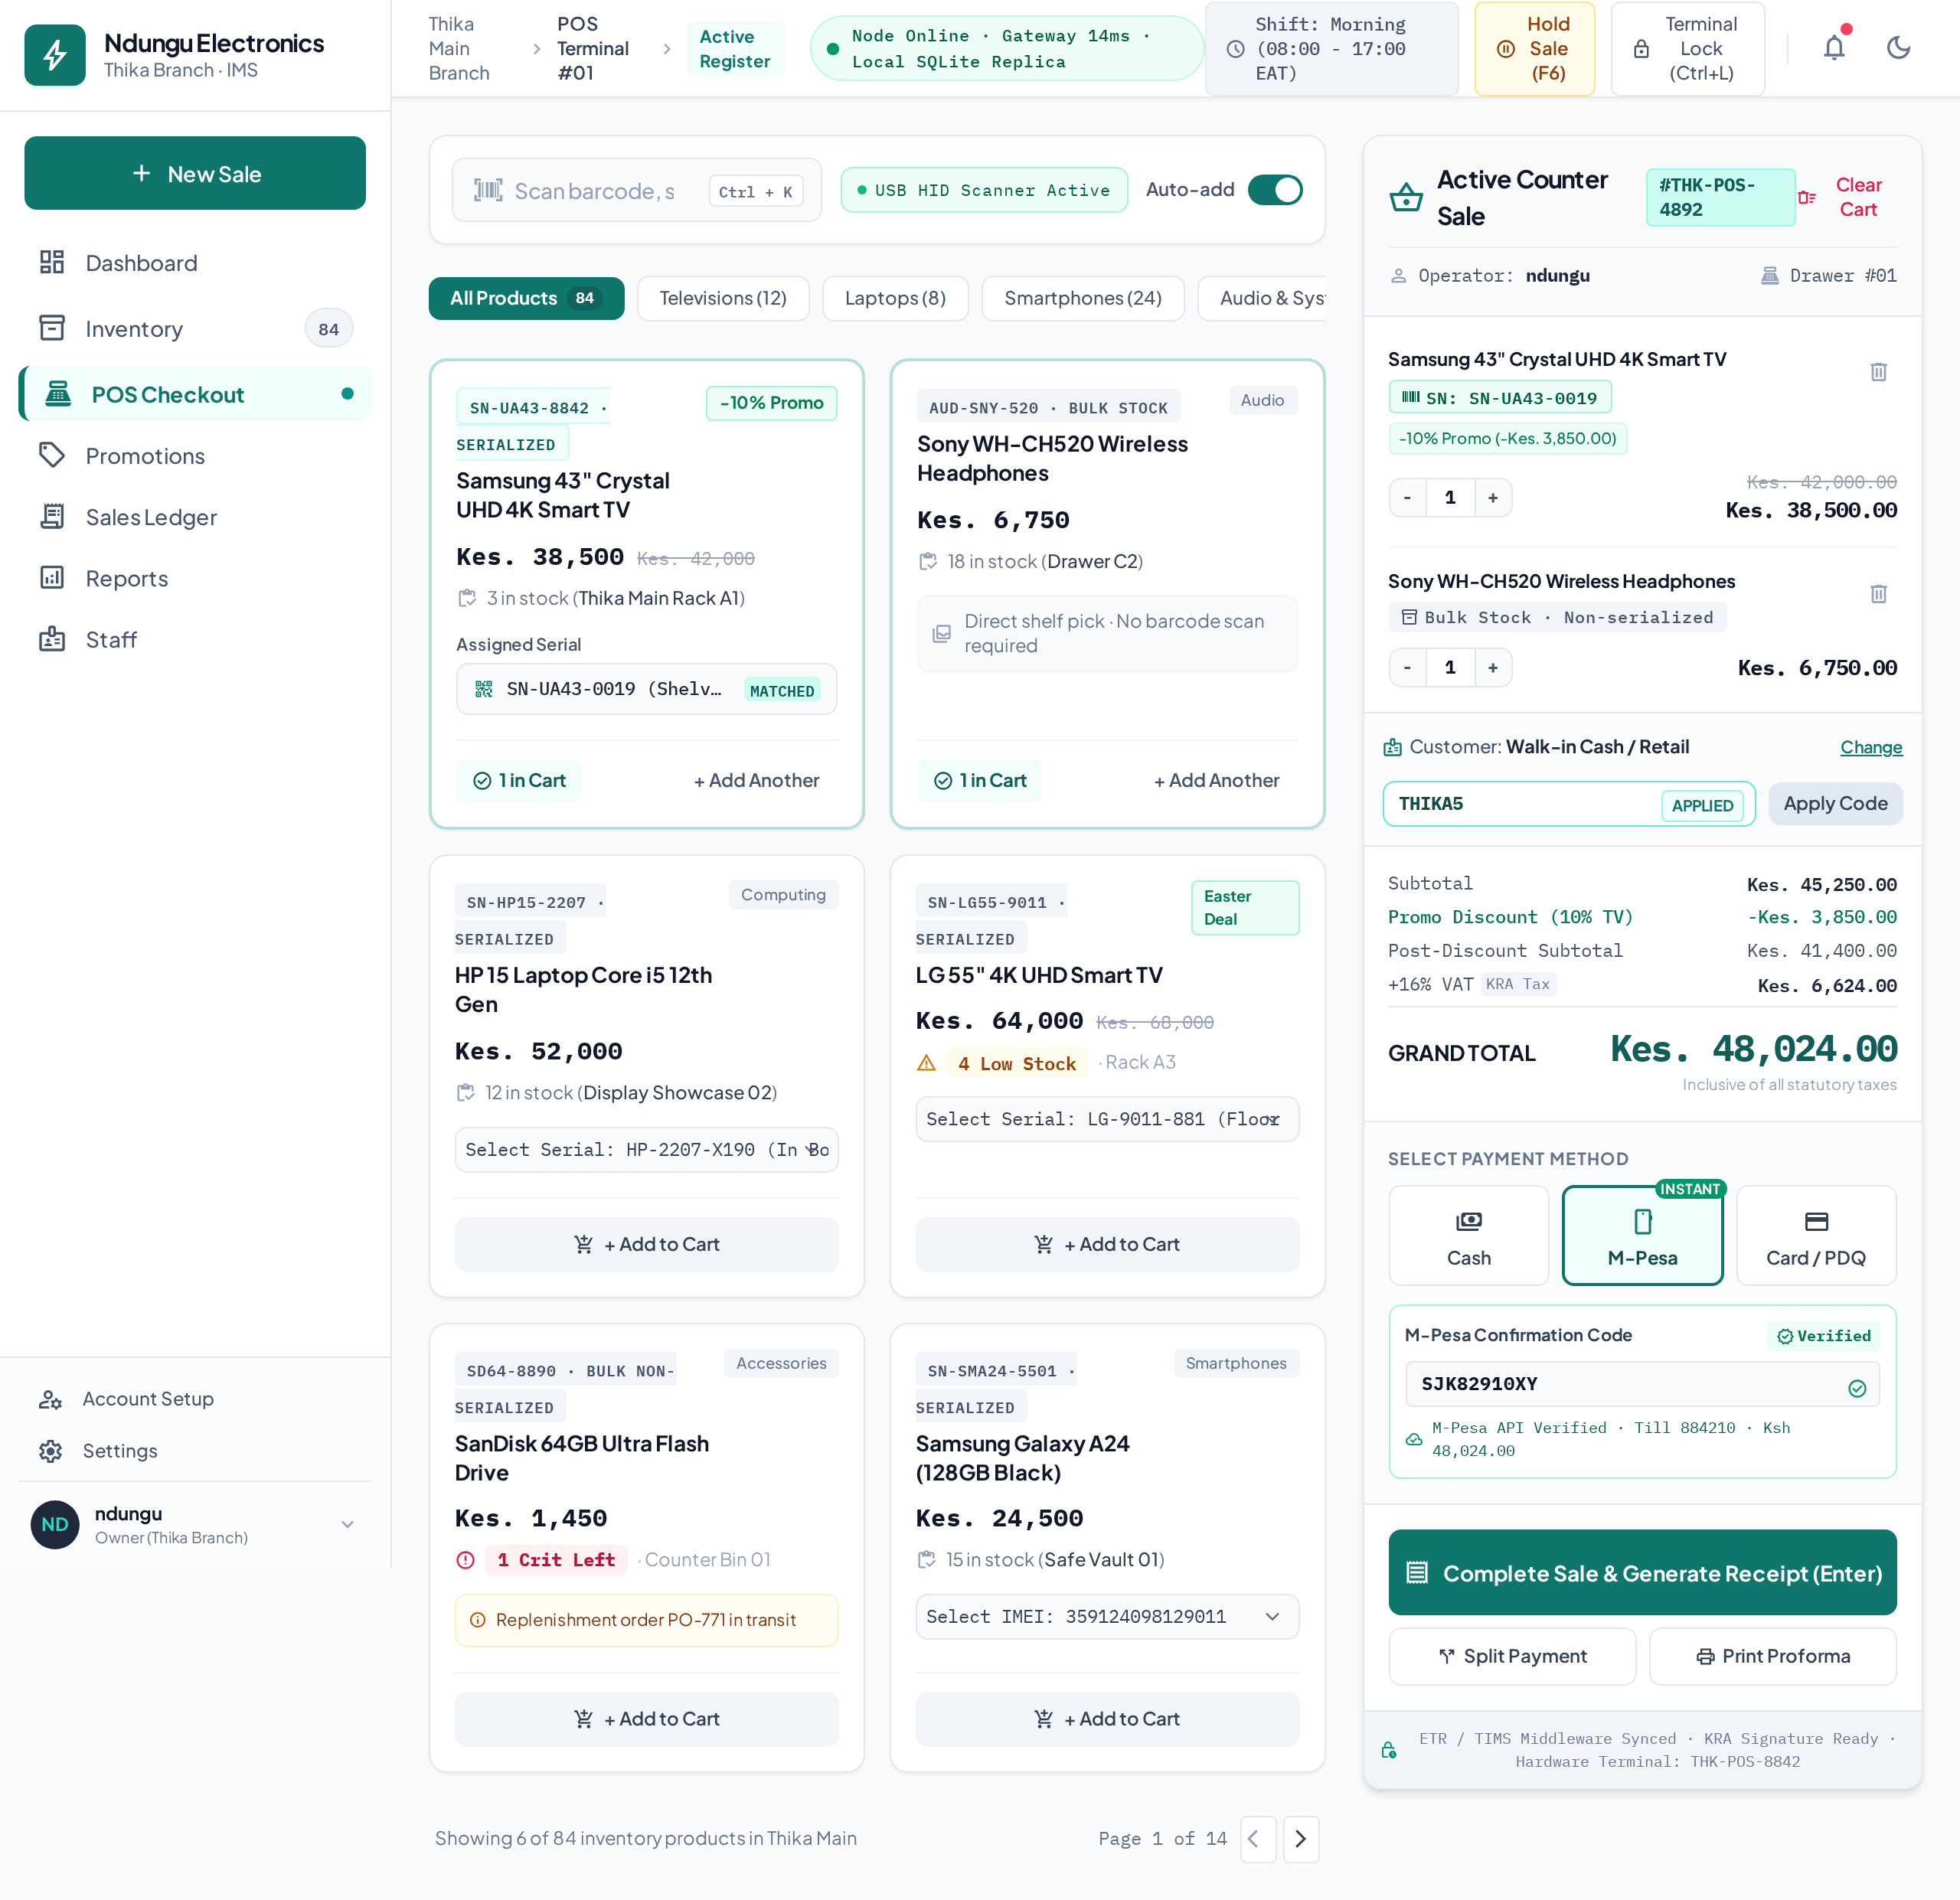 Ndungu Electronics
Thika Branch · IMS
+ New Sale
Dashboard
Inventory 84
POS Checkout
Promotions
Sales Ledger
Reports
Staff
Account Setup
Settings
ND
ndungu
Owner (Thika Branch)
Thika
Main
Branch
POS
Terminal
#01
Active
Register
Node Online · Gateway 14ms ·
Local SQLite Replica
Shift: Morning
(08:00 - 17:00
EAT)
Hold
Sale
(F6)
Terminal
Lock
(Ctrl+L)
Scan barcode, s
Ctrl + K
USB HID Scanner Active
Auto-add
All Products 84
Televisions (12)
Laptops (8)
Smartphones (24)
Audio & Sys
SN-UA43-8842 ·
SERIALIZED
-10% Promo
Samsung 43" Crystal
UHD 4K Smart TV
Kes. 38,500 Kes. 42,000
3 in stock (Thika Main Rack A1)
Assigned Serial
SN-UA43-0019 (Shelv… MATCHED
1 in Cart
+ Add Another
AUD-SNY-520 · BULK STOCK
Audio
Sony WH-CH520 Wireless
Headphones
Kes. 6,750
18 in stock (Drawer C2)
Direct shelf pick · No barcode scan
required
1 in Cart
+ Add Another
SN-HP15-2207 ·
SERIALIZED
Computing
HP 15 Laptop Core i5 12th
Gen
Kes. 52,000
12 in stock (Display Showcase 02)
Select Serial: HP-2207-X190 (In Bo
+ Add to Cart
SN-LG55-9011 ·
SERIALIZED
Easter
Deal
LG 55" 4K UHD Smart TV
Kes. 64,000 Kes. 68,000
4 Low Stock · Rack A3
Select Serial: LG-9011-881 (Floor
+ Add to Cart
SD64-8890 · BULK NON-
SERIALIZED
Accessories
SanDisk 64GB Ultra Flash
Drive
Kes. 1,450
1 Crit Left · Counter Bin 01
Replenishment order PO-771 in transit
+ Add to Cart
SN-SMA24-5501 ·
SERIALIZED
Smartphones
Samsung Galaxy A24
(128GB Black)
Kes. 24,500
15 in stock (Safe Vault 01)
Select IMEI: 359124098129011
+ Add to Cart
Showing 6 of 84 inventory products in Thika Main
Page 1 of 14
Active Counter
Sale
#THK-POS-
4892
Clear
Cart
Operator: ndungu
Drawer #01
Samsung 43" Crystal UHD 4K Smart TV
SN: SN-UA43-0019
-10% Promo (-Kes. 3,850.00)
- 1 +
Kes. 42,000.00
Kes. 38,500.00
Sony WH-CH520 Wireless Headphones
Bulk Stock · Non-serialized
- 1 +
Kes. 6,750.00
Customer: Walk-in Cash / Retail
Change
THIKA5 APPLIED
Apply Code
Subtotal Kes. 45,250.00
Promo Discount (10% TV) -Kes. 3,850.00
Post-Discount Subtotal Kes. 41,400.00
+16% VAT KRA Tax Kes. 6,624.00
GRAND TOTAL Kes. 48,024.00
Inclusive of all statutory taxes
SELECT PAYMENT METHOD
Cash
INSTANT
M-Pesa
Card / PDQ
M-Pesa Confirmation Code
Verified
SJK82910XY
M-Pesa API Verified · Till 884210 · Ksh
48,024.00
Complete Sale & Generate Receipt (Enter)
Split Payment
Print Proforma
ETR / TIMS Middleware Synced · KRA Signature Ready ·
Hardware Terminal: THK-POS-8842